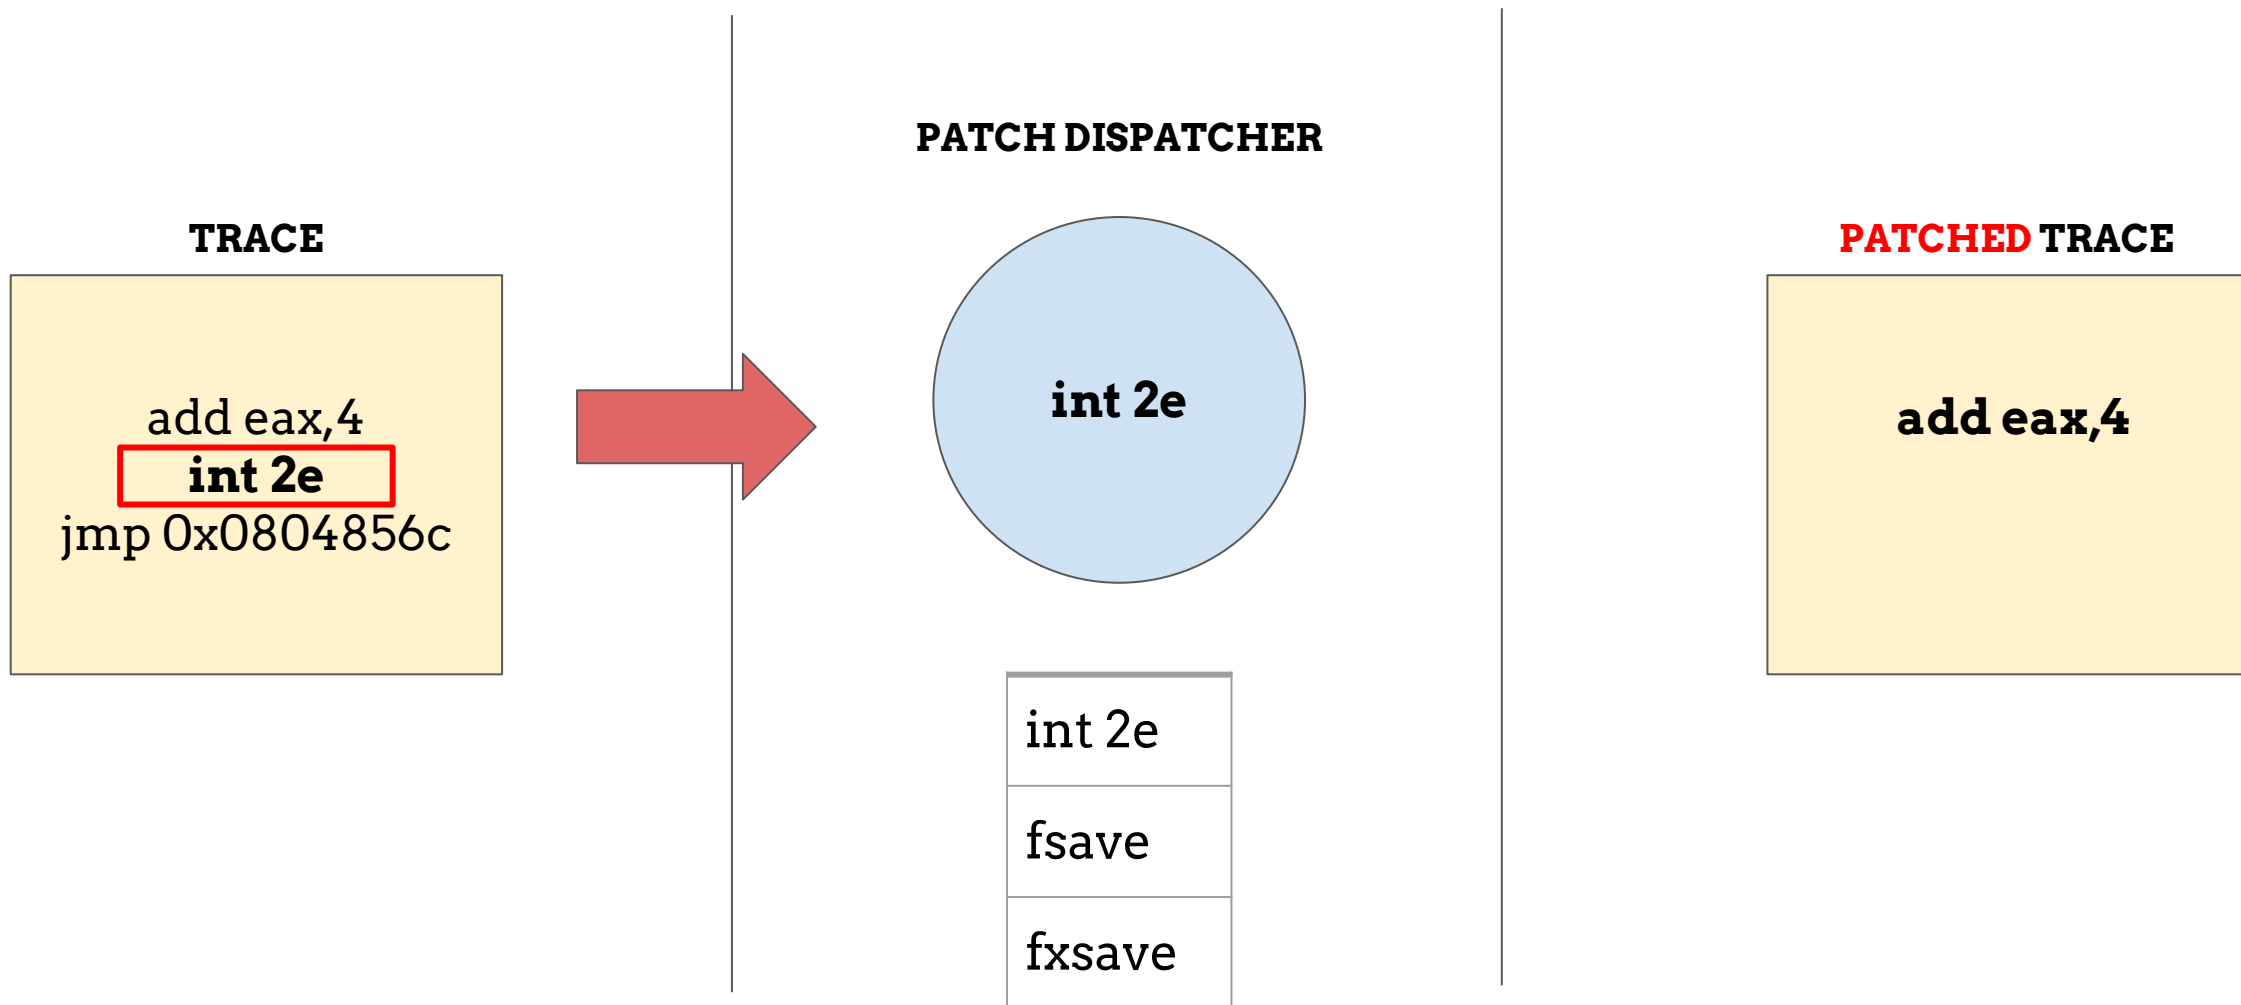 TRACE
add eax,4
int 2e
jmp 0x0804856c
PATCH DISPATCHER
int 2e
int 2e
fsave
fxsave
PATCHED TRACE
add eax,4